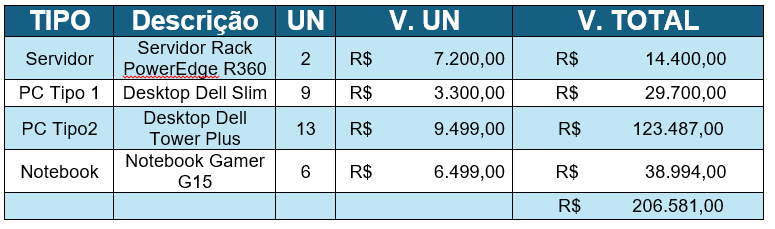 TIPO Descrição UN V. UN V. TOTAL
Servidor Servidor Rack PowerEdge R360 2 R$ 7.200,00 R$ 14.400,00
PC Tipo 1 Desktop Dell Slim 9 R$ 3.300,00 R$ 29.700,00
PC Tipo2 Desktop Dell Tower Plus 13 R$ 9.499,00 R$ 123.487,00
Notebook Notebook Gamer G15 6 R$ 6.499,00 R$ 38.994,00
R$ 206.581,00